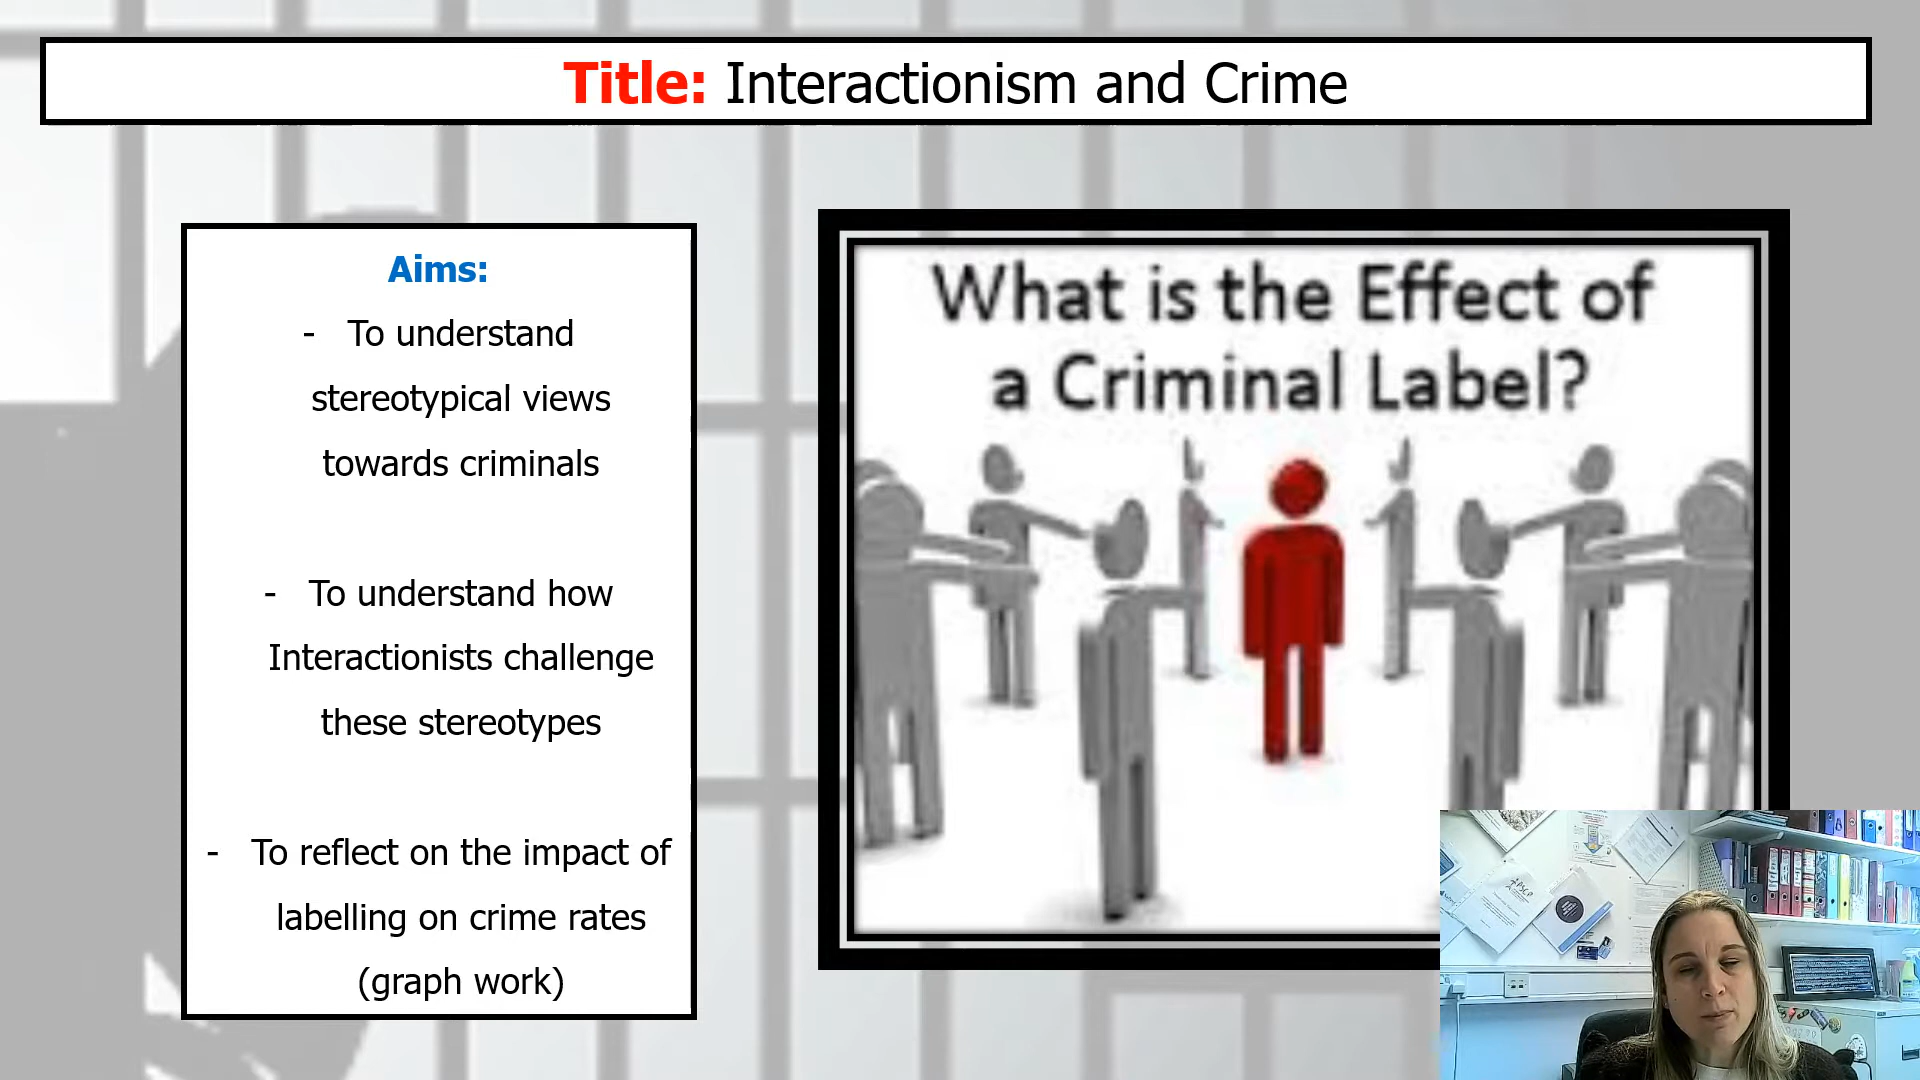 Title: Interactionism and Crime
Aims:
- To understand
stereotypical views
towards criminals
- To understand how
Interactionists challenge
these stereotypes
- To reflect on the impact of
labelling on crime rates
(graph work)
What is the Effect of
a Criminal Label?